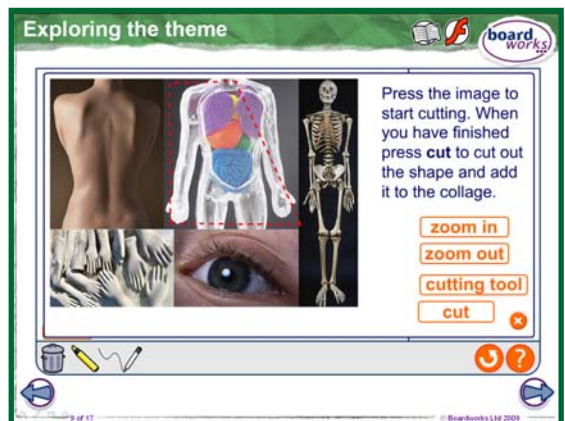 Exploring the theme
board
works
Press the image to
start cutting. When
you have finished
press cut to cut out
the shape and add
it to the collage.
zoom in
zoom out
cutting tool
cut
?
9 of 17
© Boardworks Ltd 2009